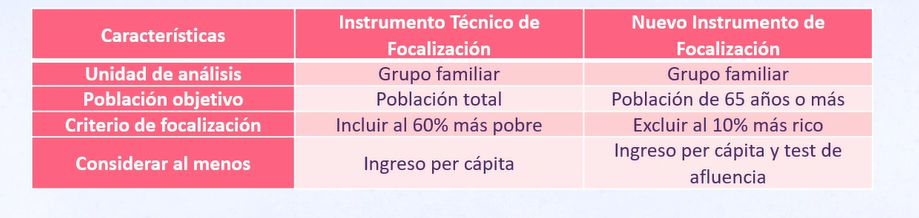 Características
Instrumento Técnico de
Focalización
Nuevo Instrumento de
Focalización
Unidad de análisis
Grupo familiar
Grupo familiar
Población objetivo
Población total
Población de 65 años o más
Criterio de focalización
Incluir al 60% más pobre
Excluir al 10% más rico
Considerar al menos
Ingreso per cápita
Ingreso per cápita y test de
afluencia